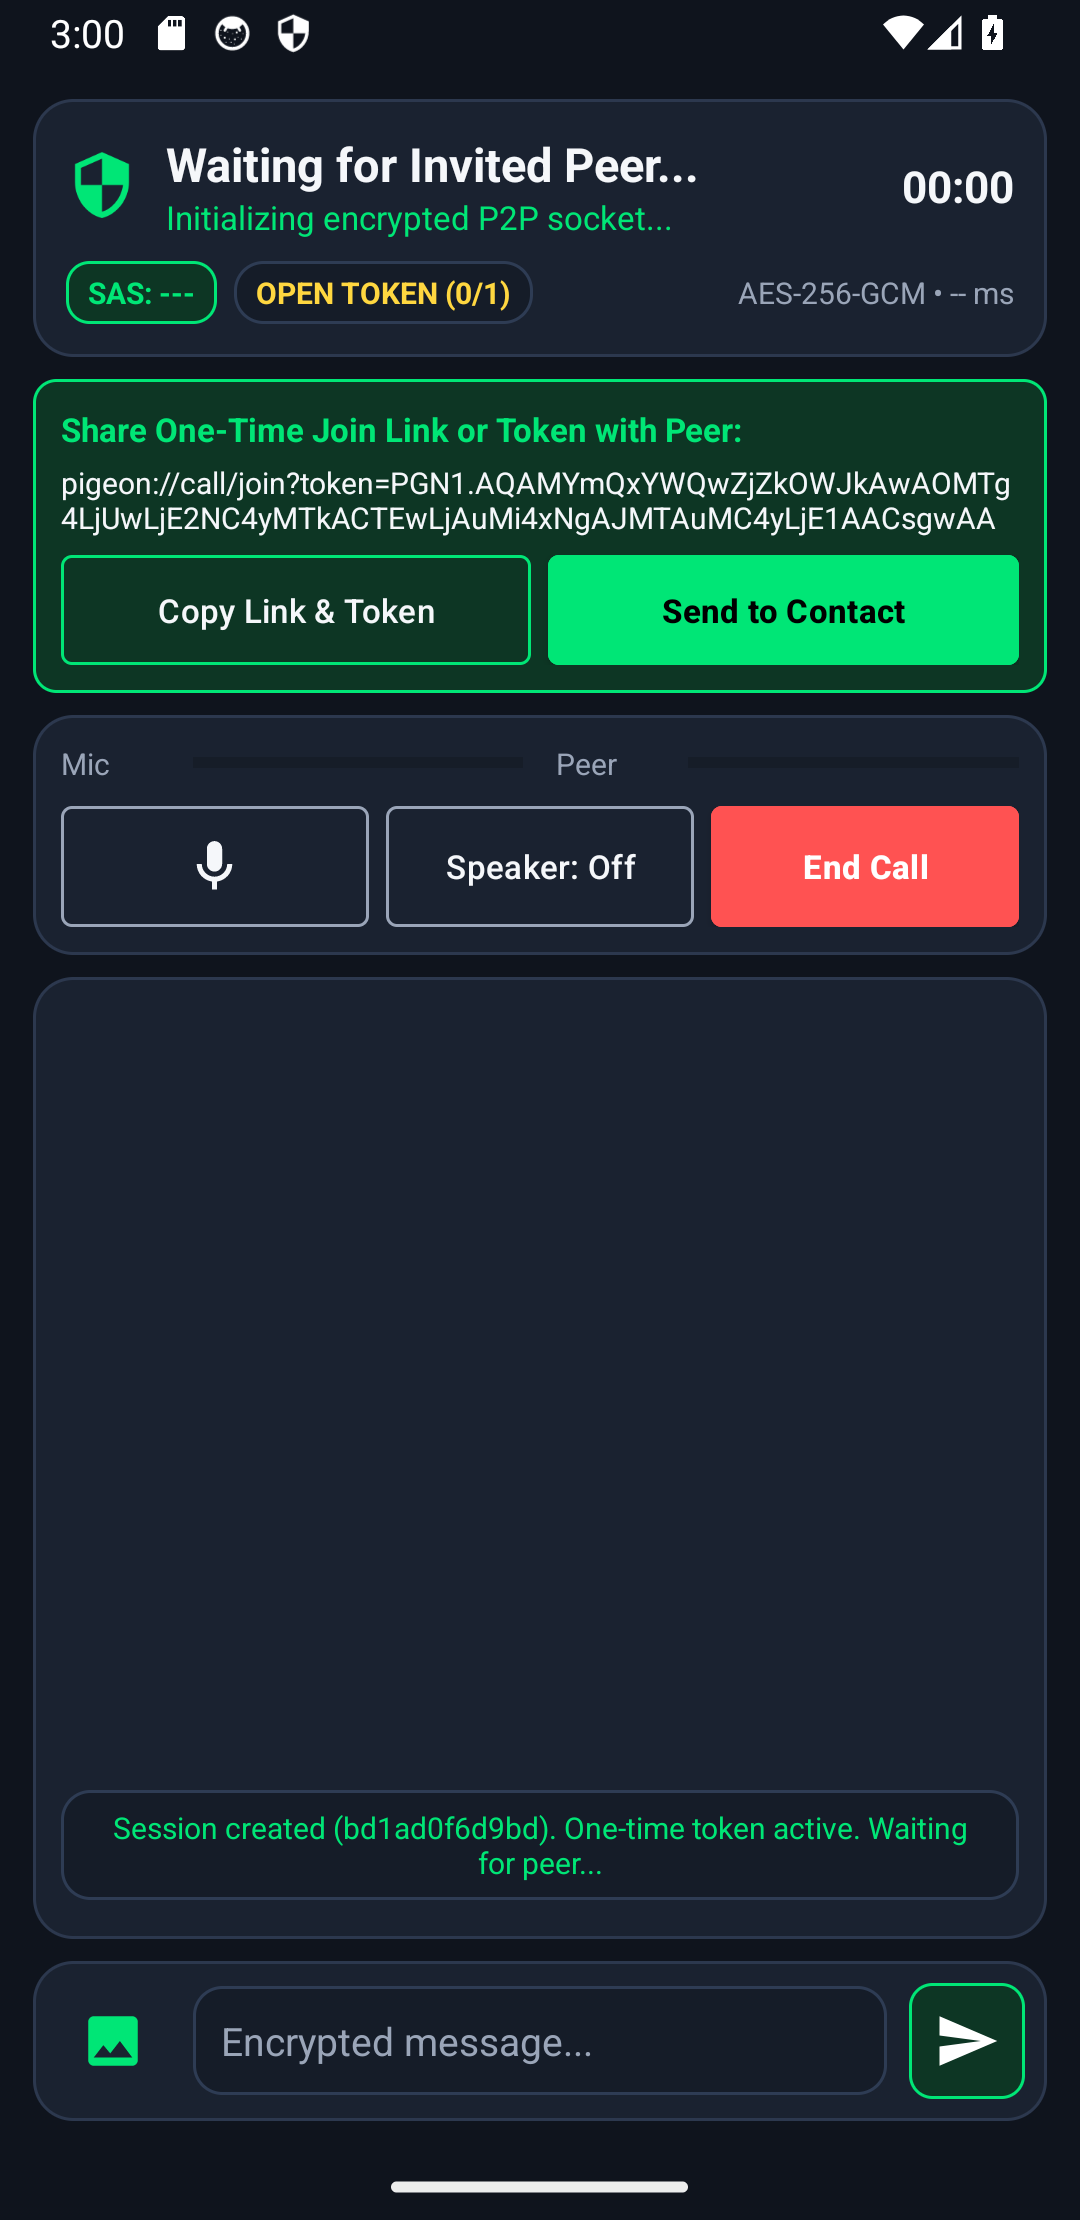 3:00
Waiting for Invited Peer...
00:00
Initializing encrypted P2P socket...
SAS: ---
OPEN TOKEN (0/1)
AES-256-GCM • -- ms
Share One-Time Join Link or Token with Peer:
pigeon://call/join?token=PGN1.AQAMYmQxYWQwZjZkOWJkAwAOMTg
4LjUwLjE2NC4yMTkACTEwLjAuMi4xNgAJMTAuMC4yLjE1AACsgwAA
Copy Link & Token
Send to Contact
Mic
Peer
Speaker: Off
End Call
Session created (bd1ad0f6d9bd). One-time token active. Waiting
for peer...
Encrypted message...